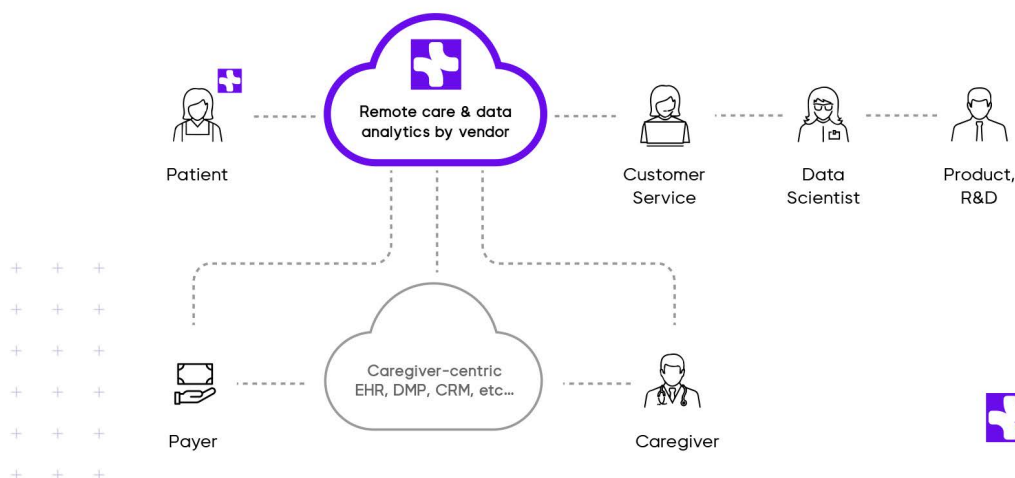 Remote care & data
analytics by vendor
Patient
Customer
Service
Data
Scientist
Product,
R&D
Caregiver-centric
EHR, DMP, CRM, etc...
Payer
Caregiver